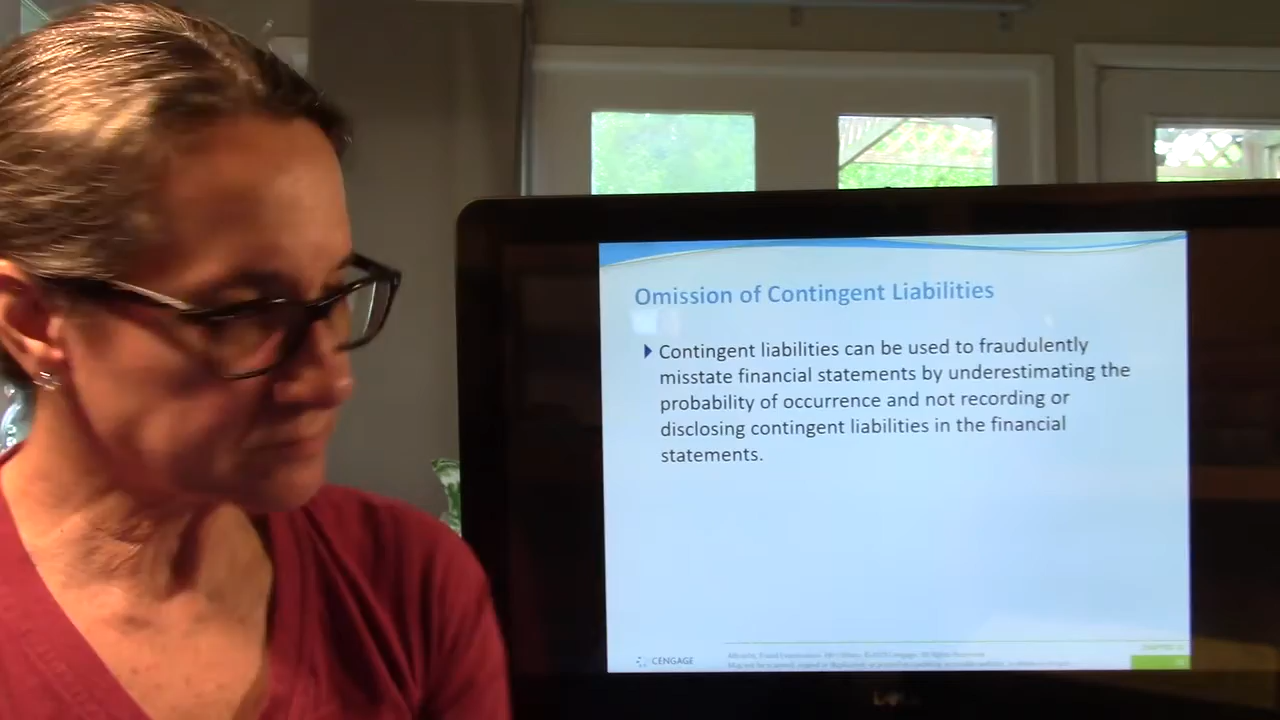 Omission of Contingent Liabilities
Contingent liabilities can be used to fraudulently
misstate financial statements by underestimating the
probability of occurrence and not recording or
disclosing contingent liabilities in the financial
statements.
CENGAGE